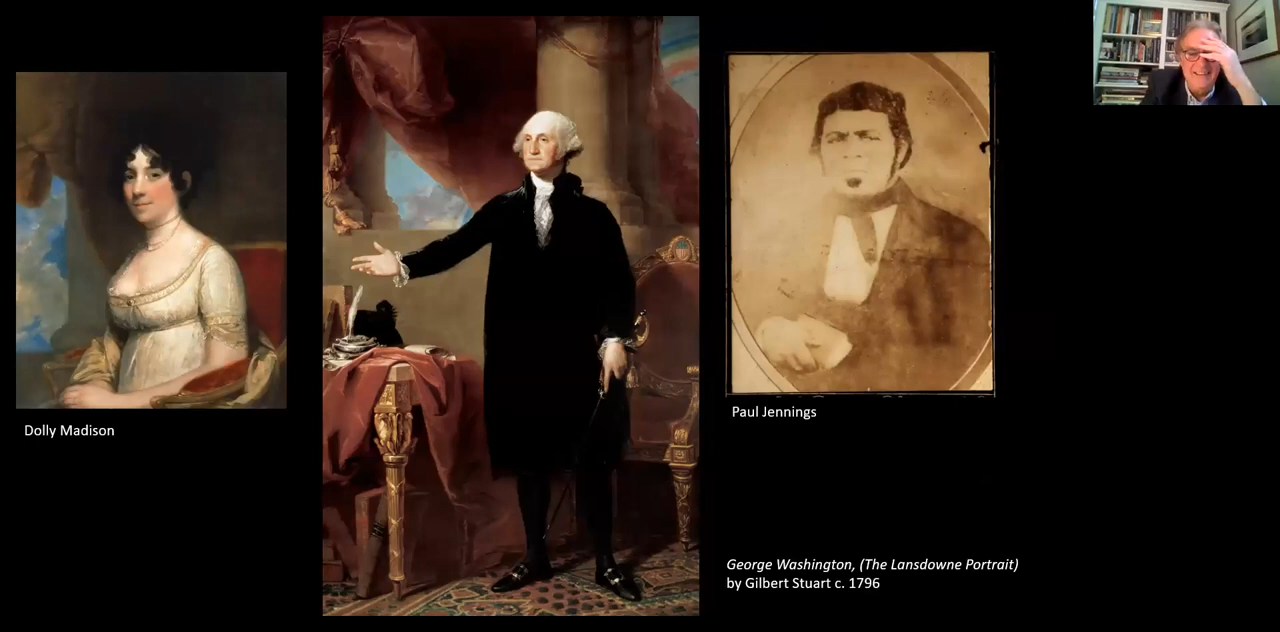 Dolly Madison
Paul Jennings
George Washington, (The Lansdowne Portrait)
by Gilbert Stuart c. 1796